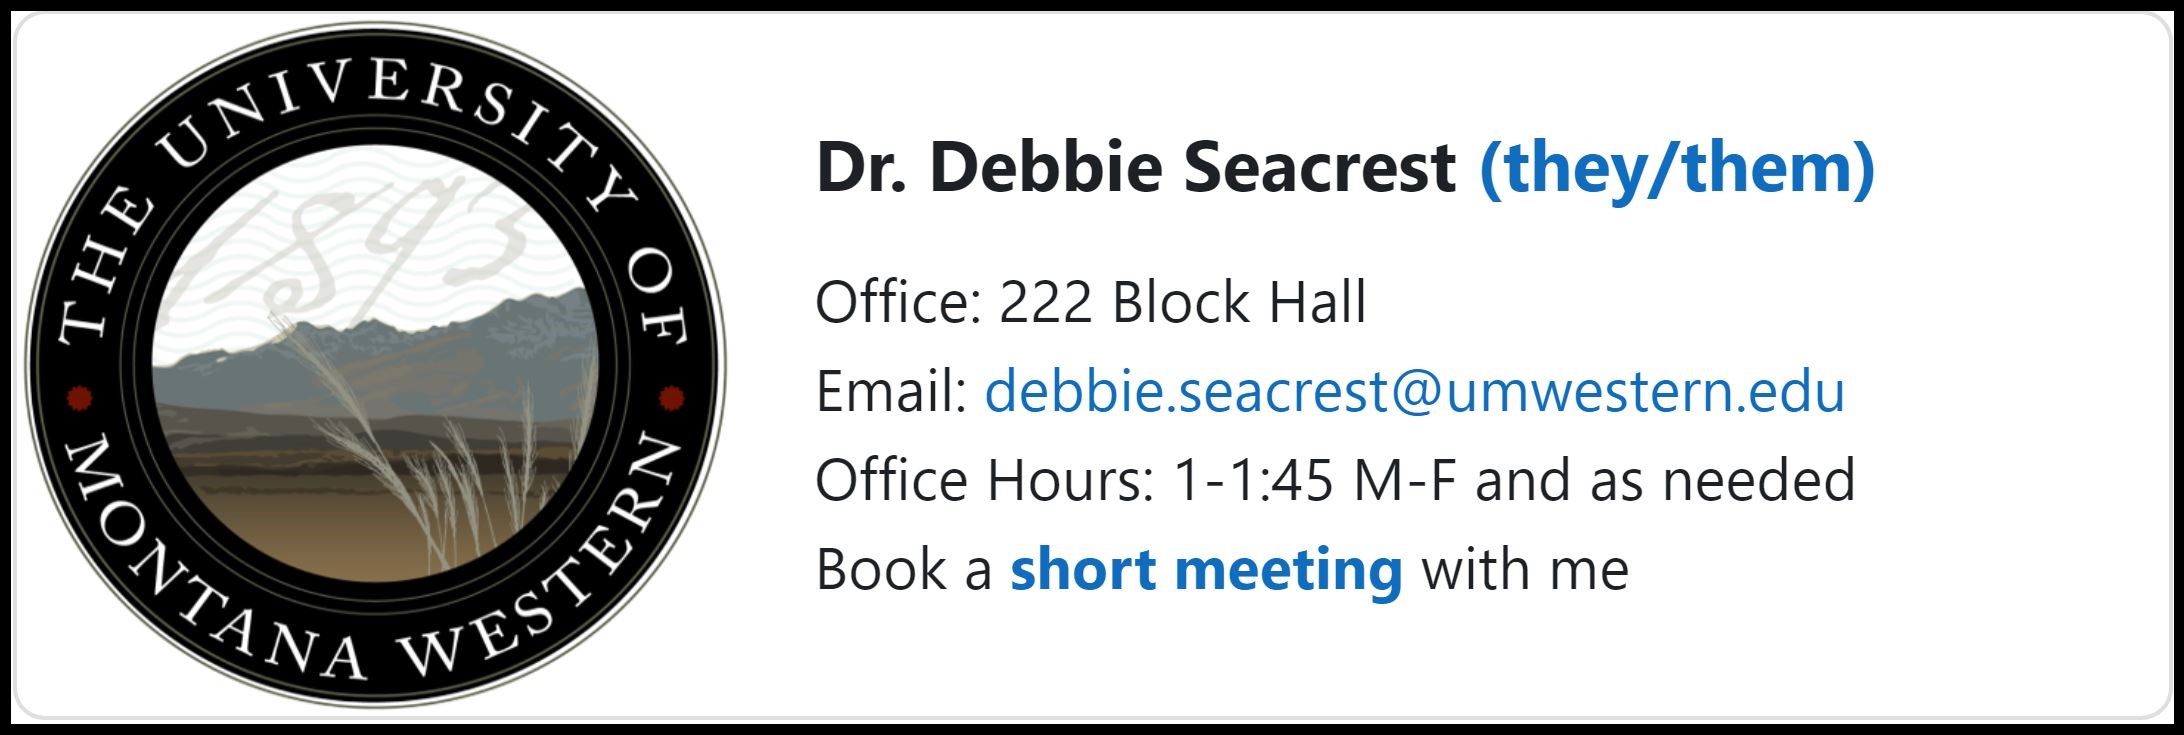 THE UNIVERSITY OF
MONTANA WESTERN
1893
Dr. Debbie Seacrest (they/them)
Office: 222 Block Hall
Email: debbie.seacrest@umwestern.edu
Office Hours: 1-1:45 M-F and as needed
Book a short meeting with me